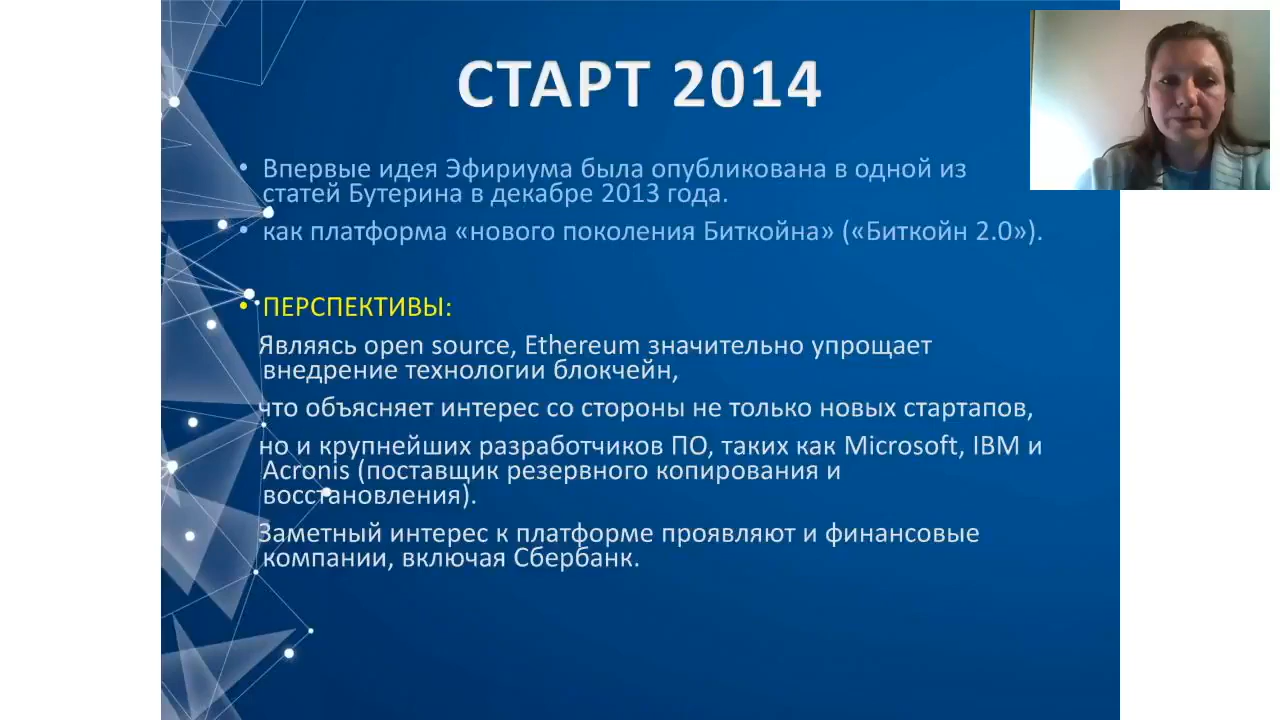 СТАРТ 2014
• Впервые идея Эфириума была опубликована в одной из
статей Бутерина в декабре 2013 года.
• как платформа «нового поколения Биткойна» («Биткойн 2.0»).
• ПЕРСПЕКТИВЫ:
Являясь open source, Ethereum значительно упрощает
внедрение технологии блокчейн,
что объясняет интерес со стороны не только новых стартапов,
но и крупнейших разработчиков ПО, таких как Microsoft, IBM и
Acronis (поставщик резервного копирования и
восстановления).
Заметный интерес к платформе проявляют и финансовые
компании, включая Сбербанк.